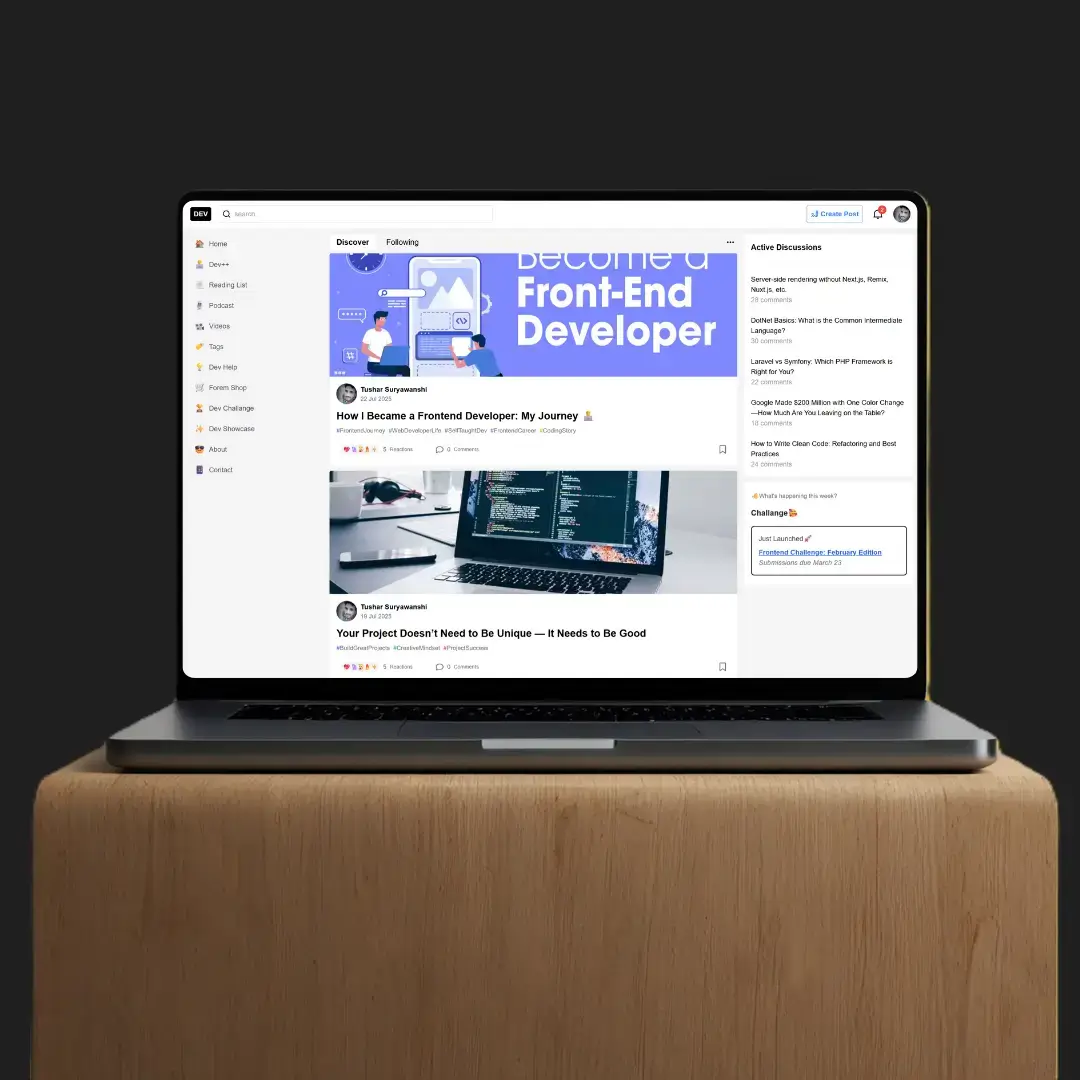 DEV
search
Create Post
Home
Dev++
Reading List
Podcast
Videos
Tags
Dev Help
Forem Shop
Dev Challange
Dev Showcase
About
Contact
Discover Following
Become a
Front-End
Developer
Tushar Suryawanshi
22 Jul 2025
How I Became a Frontend Developer: My Journey
#FrontendJourney #WebDeveloperLife #SelfTaughtDev #FrontendCareer #CodingStory
5 Reactions 0 Comments
Tushar Suryawanshi
19 Jul 2025
Your Project Doesn’t Need to Be Unique — It Needs to Be Good
#BuildGreatProjects #CreativeMindset #ProjectSuccess
5 Reactions 0 Comments
Active Discussions
Server-side rendering without Next.js, Remix,
Nuxt.js, etc.
28 comments
DotNet Basics: What is the Common Intermediate
Language?
30 comments
Laravel vs Symfony: Which PHP Framework is
Right for You?
22 comments
Google Made $200 Million with One Color Change
—How Much Are You Leaving on the Table?
18 comments
How to Write Clean Code: Refactoring and Best
Practices
24 comments
What's happening this week?
Challange
Just Launched
Frontend Challenge: February Edition
Submissions due March 23